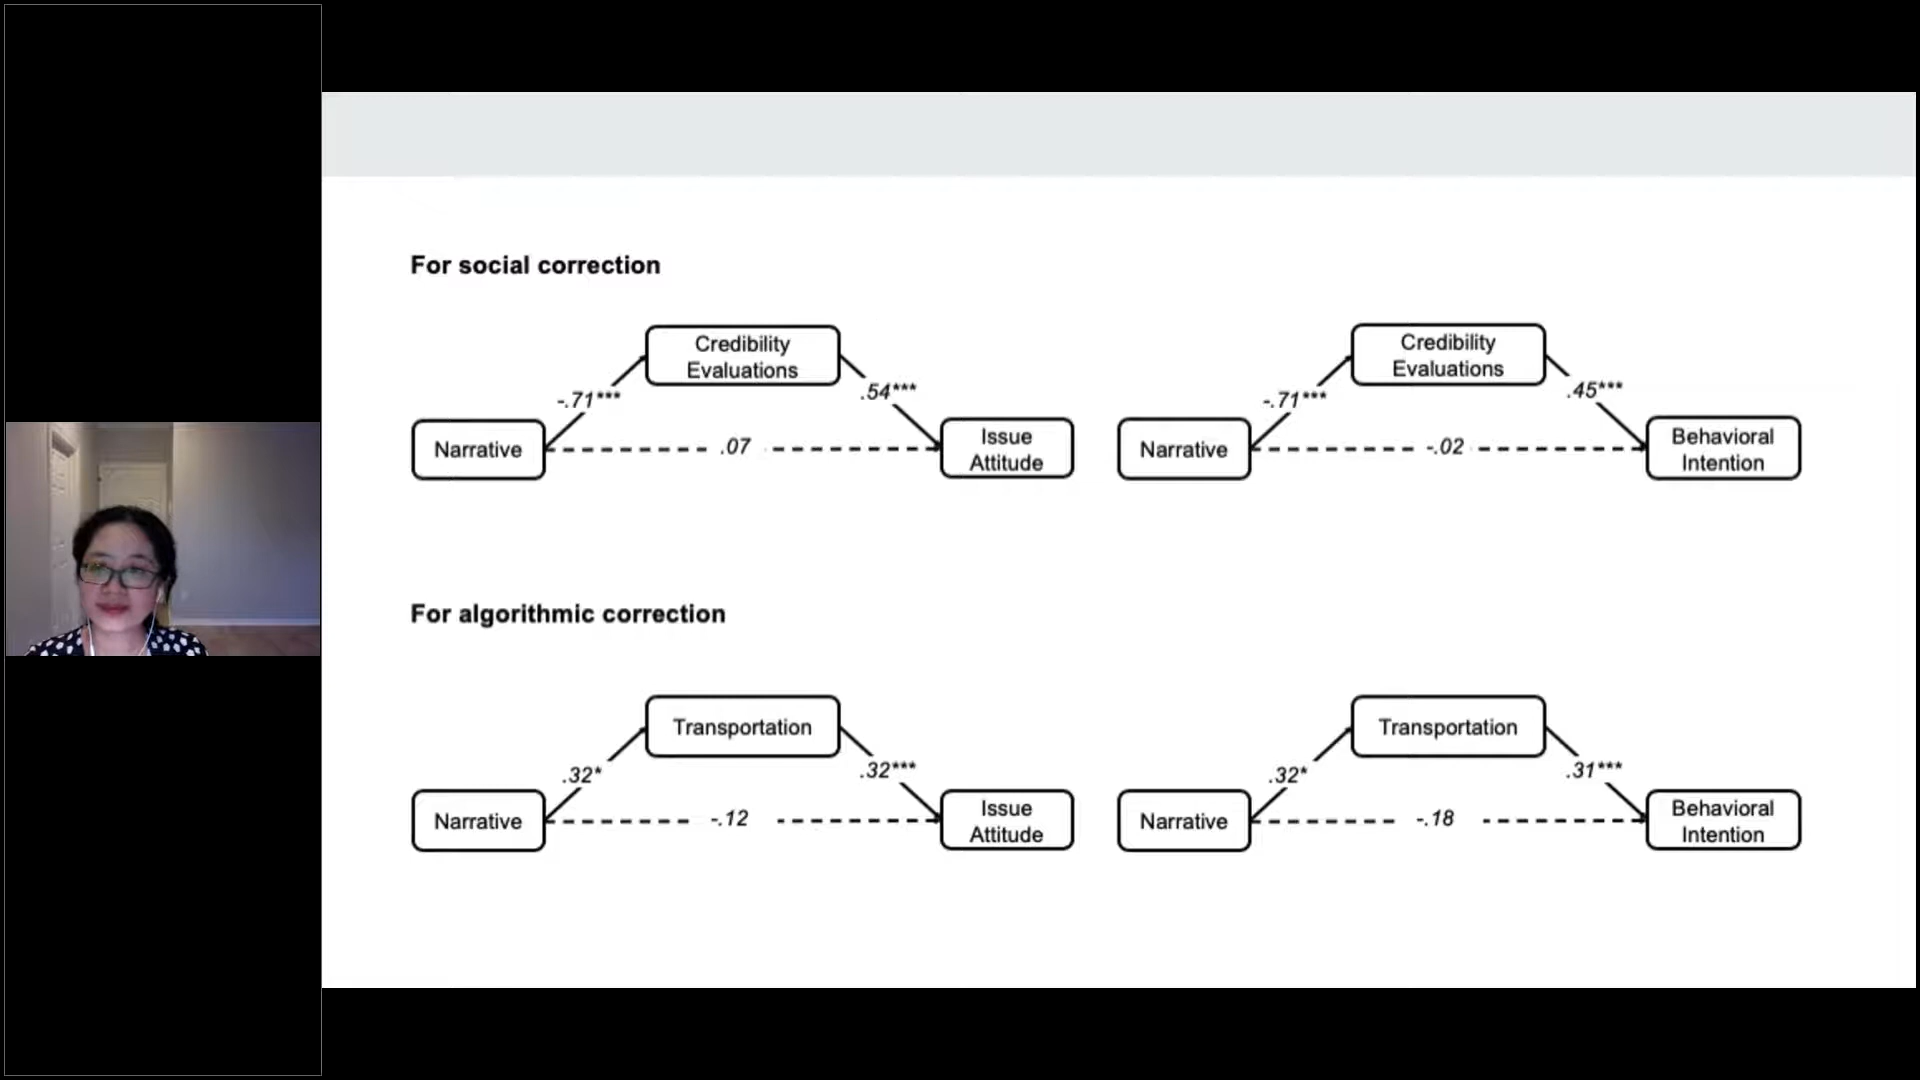 For social correction
Credibility
Evaluations
-.71***
.54***
Narrative
.07
Issue
Attitude
Credibility
Evaluations
-.71***
.45***
Narrative
-.02
Behavioral
Intention
For algorithmic correction
Transportation
.32*
.32***
Narrative
-.12
Issue
Attitude
Transportation
.32*
.31***
Narrative
-.18
Behavioral
Intention